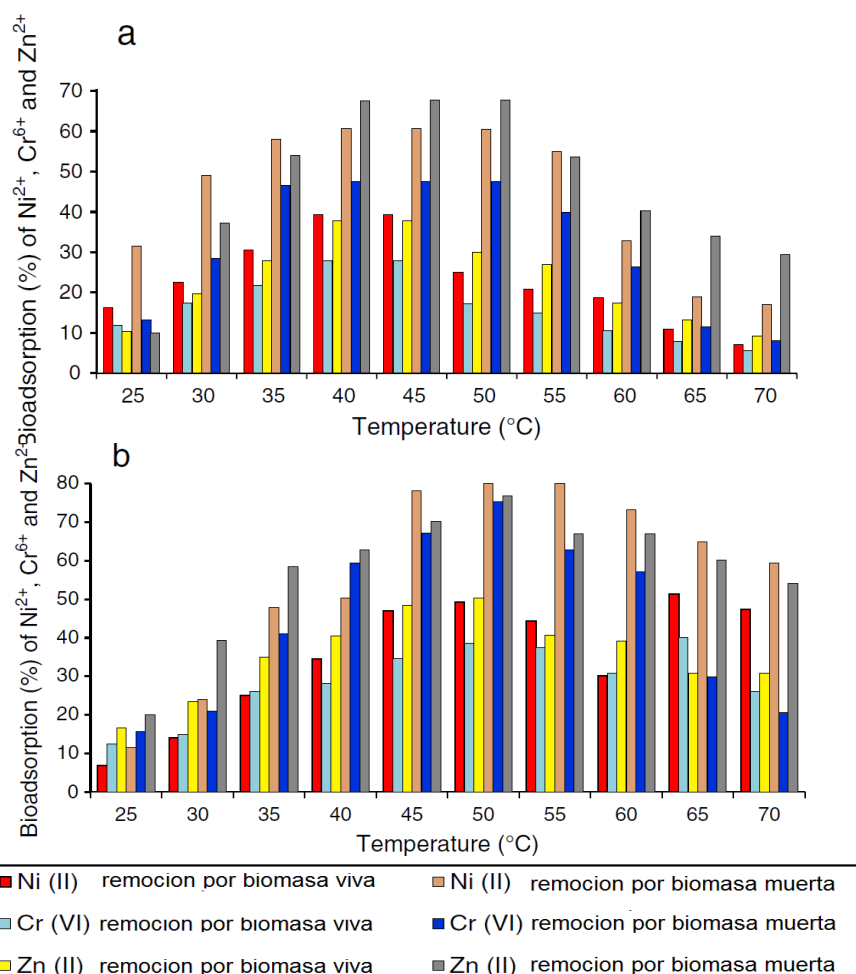 a
Bioadsorption (%) of Ni²⁺, Cr⁶⁺ and Zn²⁺
70
60
50
40
30
20
10
0
25 30 35 40 45 50 55 60 65 70
Temperature (°C)
b
Bioadsorption (%) of Ni²⁺, Cr⁶⁺ and Zn²⁺
80
70
60
50
40
30
20
10
0
25 30 35 40 45 50 55 60 65 70
Temperature (°C)
Ni (II) remocion por biomasa viva Ni (II) remocion por biomasa muerta
Cr (VI) remocion por biomasa viva Cr (VI) remocion por biomasa muerta
Zn (II) remocion por biomasa viva Zn (II) remocion por biomasa muerta